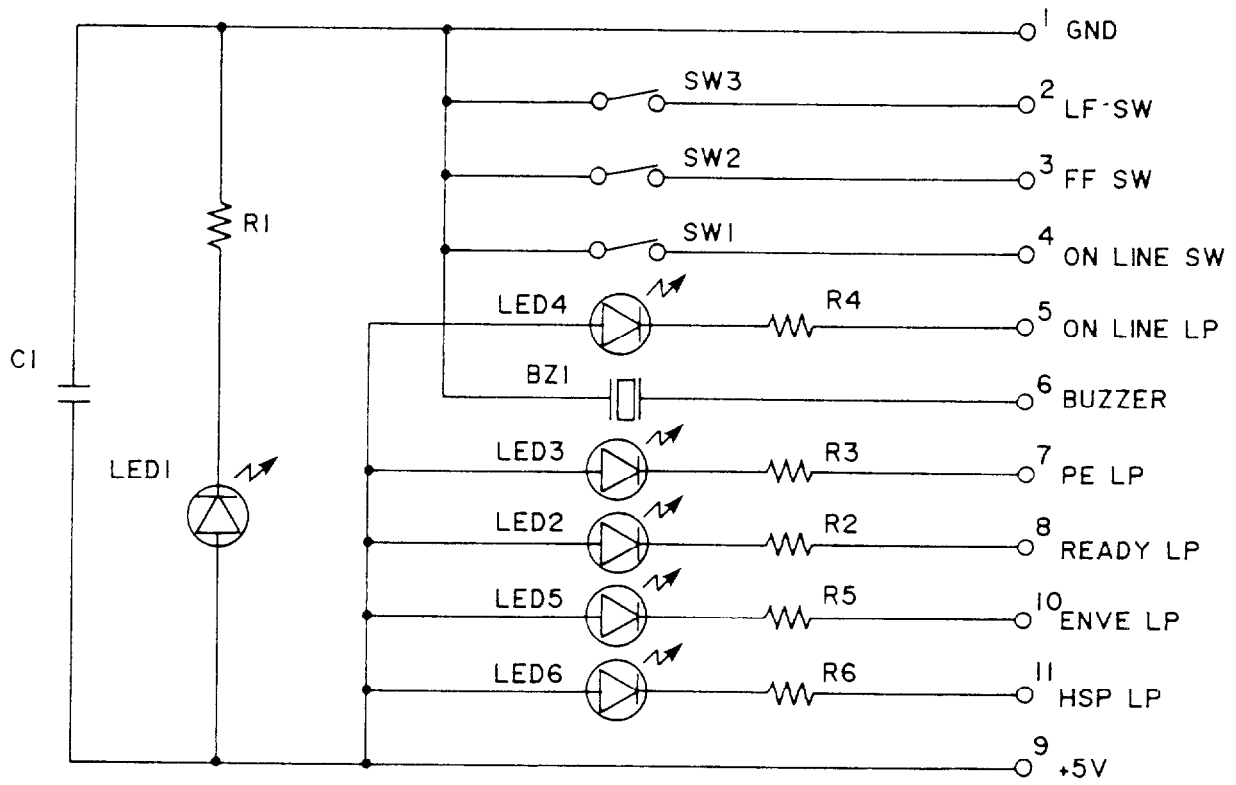 1 GND
SW3
2 LF-SW
SW2
3 FF SW
R1
SW1
4 ON LINE SW
LED4
R4
5 ON LINE LP
C1
BZ1
6 BUZZER
LED1
LED3
R3
7 PE LP
LED2
R2
8 READY LP
LED5
R5
10 ENVE LP
LED6
R6
11 HSP LP
9 +5V